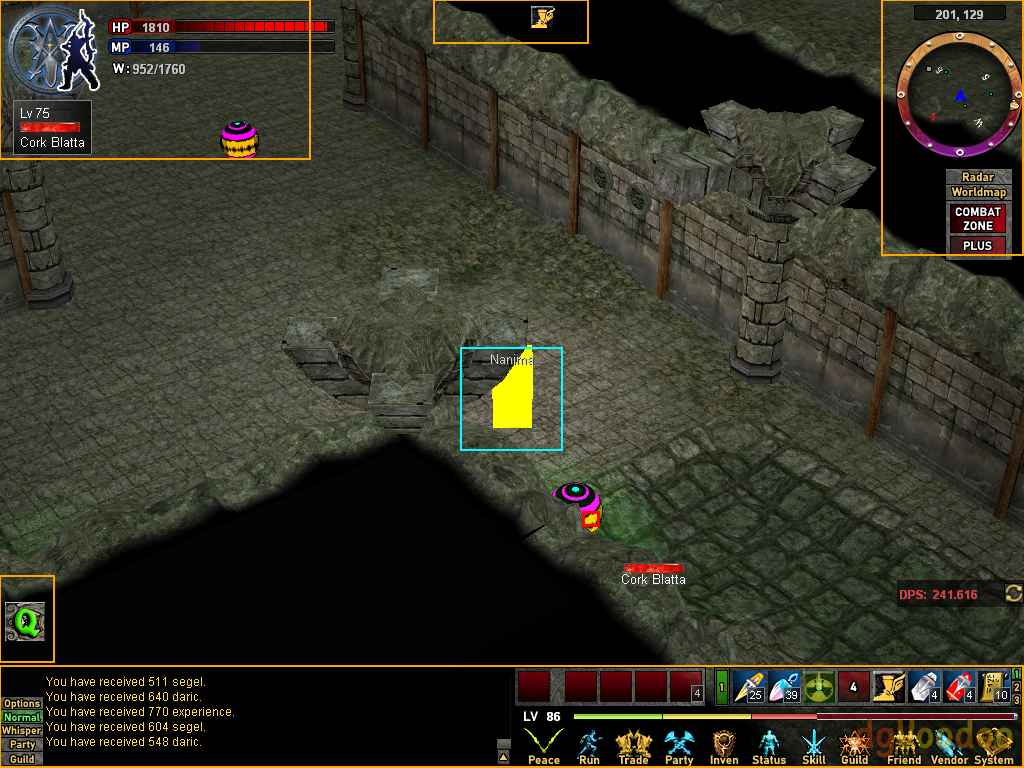 HP 1810
MP 146
W: 952/1760
Lv 75
Cork Blatta
201, 129
Radar
Worldmap
COMBAT
ZONE
PLUS
Nanima
Cork Blatta
DPS: 241.616
Q
You have received 511 segel.
You have received 640 daric.
You have received 770 experience.
You have received 604 segel.
You have received 548 daric.
Options
Normal
Whisper
Party
Guild
4
1
25
39
4
4
4
10
1
2
3
LV 86
Peace Run Trade Party Inven Status Skill Guild Friend Vendor System